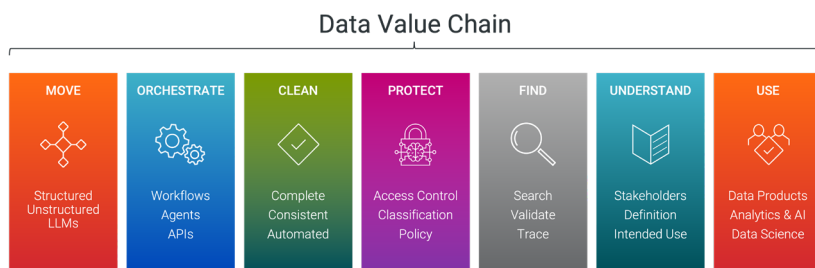 Data Value Chain
MOVE
Structured
Unstructured
LLMs
ORCHESTRATE
Workflows
Agents
APIs
CLEAN
Complete
Consistent
Automated
PROTECT
Access Control
Classification
Policy
FIND
Search
Validate
Trace
UNDERSTAND
Stakeholders
Definition
Intended Use
USE
Data Products
Analytics & AI
Data Science